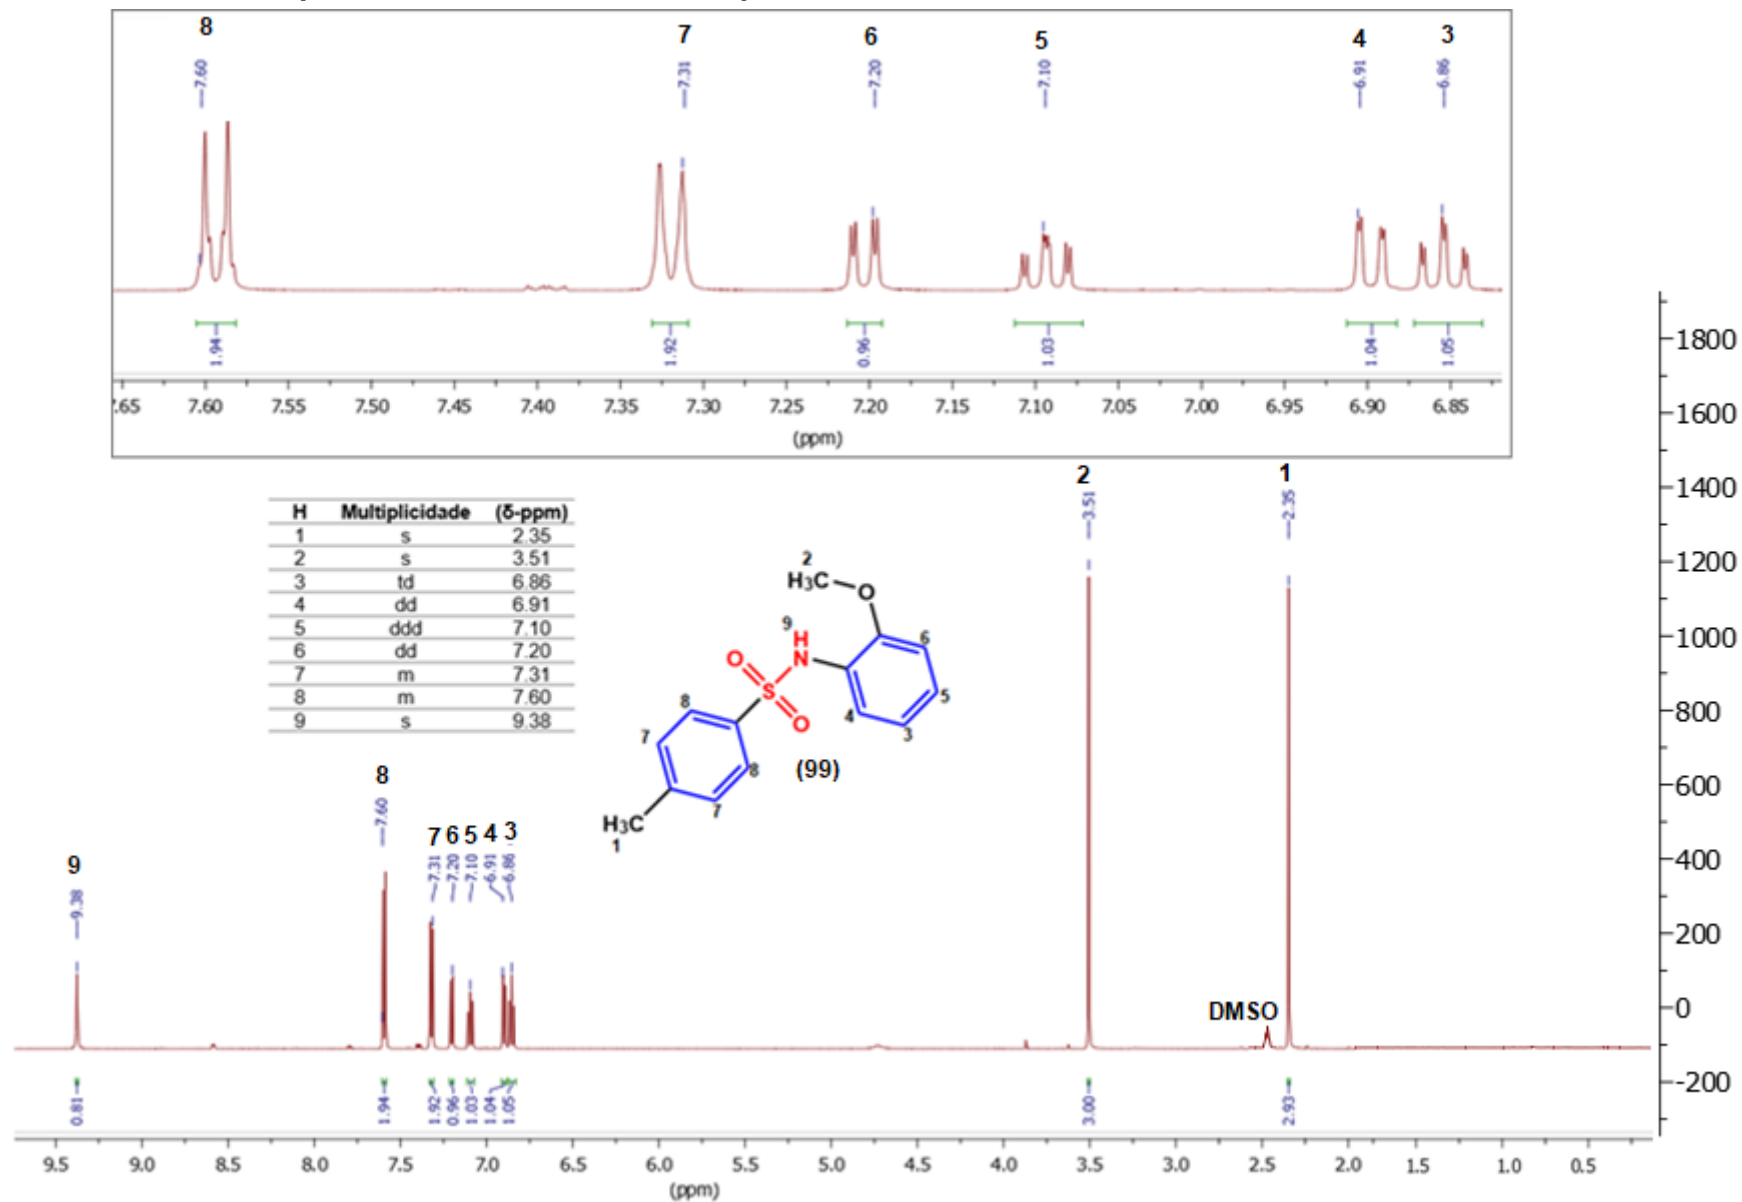 8 7 6 5 4 3
7.60 7.31 7.20 7.10 6.91 6.86
1.94 1.92 0.96 1.03 1.04 1.05
.65 7.60 7.55 7.50 7.45 7.40 7.35 7.30 7.25 7.20 7.15 7.10 7.05 7.00 6.95 6.90 6.85
(ppm)
2 1
3.51 2.35
H Multiplicidade (δ-ppm)
1 s 2.35
2 s 3.51
3 td 6.86
4 dd 6.91
5 ddd 7.10
6 dd 7.20
7 m 7.31
8 m 7.60
9 s 9.38
2
H₃C O
9
H
N
O S O
6
5
4
3
8
7
8
7
(99)
H₃C
1
9 8 7 6 5 4 3
9.38 7.60 7.31 7.20 7.10 6.91 6.86
DMSO
0.81 1.94 1.92 0.96 1.03 1.04 1.05 3.00 2.93
9.5 9.0 8.5 8.0 7.5 7.0 6.5 6.0 5.5 5.0 4.5 4.0 3.5 3.0 2.5 2.0 1.5 1.0 0.5
(ppm)
1800
1600
1400
1200
1000
800
600
400
200
0
-200